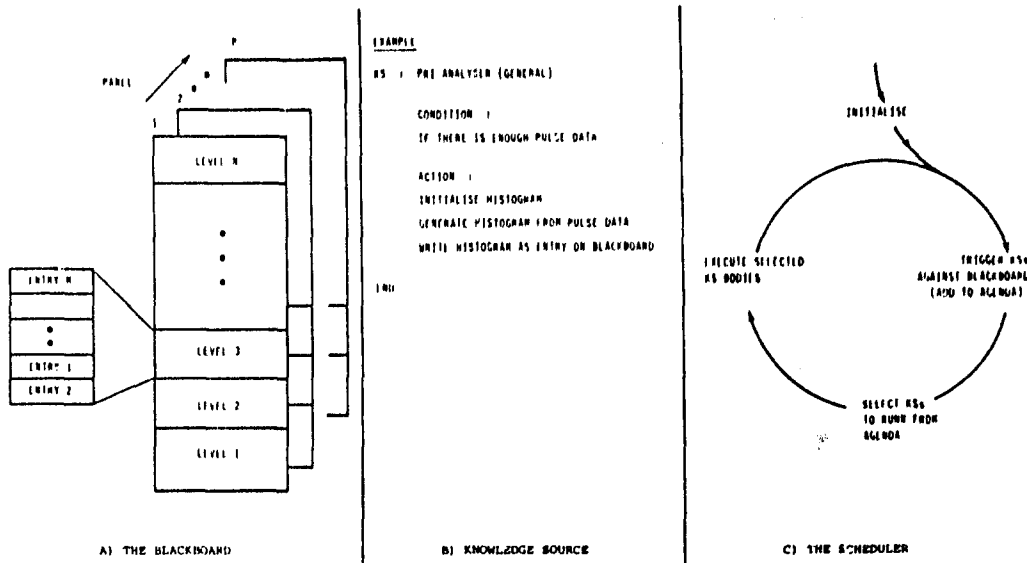 PANEL
P
2
1
LEVEL N
LEVEL 3
LEVEL 2
LEVEL 1
ENTRY M
ENTRY 1
ENTRY 2
A) THE BLACKBOARD
EXAMPLE
KS : PRE ANALYSER (GENERAL)
CONDITION :
IF THERE IS ENOUGH PULSE DATA
ACTION :
INITIALISE HISTOGRAM
GENERATE HISTOGRAM FROM PULSE DATA
WRITE HISTOGRAM AS ENTRY ON BLACKBOARD
END
B) KNOWLEDGE SOURCE
INITIALISE
TRIGGER KSs
AGAINST BLACKBOARD
(ADD TO AGENDA)
SELECT KSs
TO RUNN FROM
AGENDA
EXECUTE SELECTED
KS BODIES
C) THE SCHEDULER